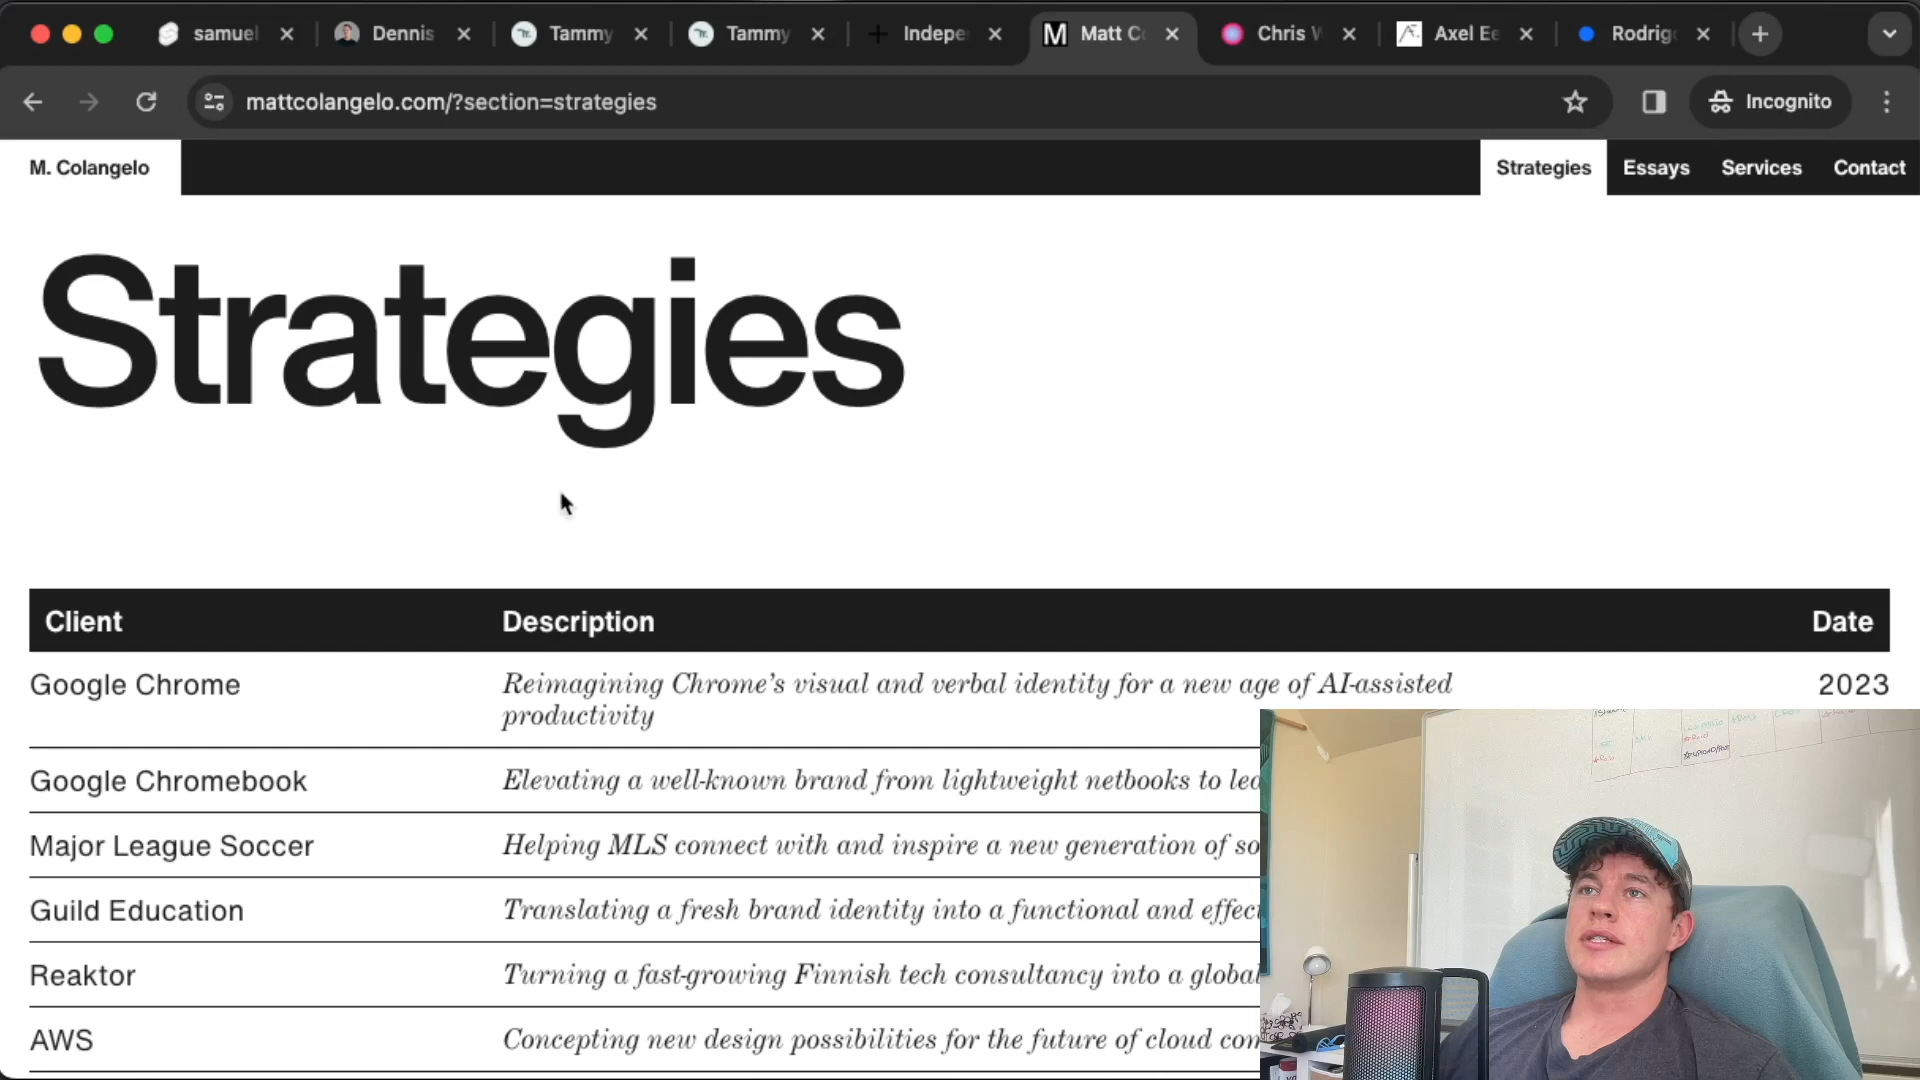 samuel
Dennis
Tammy
Tammy
Indepe
Matt C
Chris
Axel Ee
Rodrig
mattcolangelo.com/?section=strategies
Incognito
M. Colangelo
Strategies Essays Services Contact
Strategies
Client Description Date
Google Chrome Reimagining Chrome's visual and verbal identity for a new age of AI-assisted 2023
productivity
Google Chromebook Elevating a well-known brand from lightweight netbooks to lea
Major League Soccer Helping MLS connect with and inspire a new generation of so
Guild Education Translating a fresh brand identity into a functional and effec
Reaktor Turning a fast-growing Finnish tech consultancy into a global
AWS Concepting new design possibilities for the future of cloud com